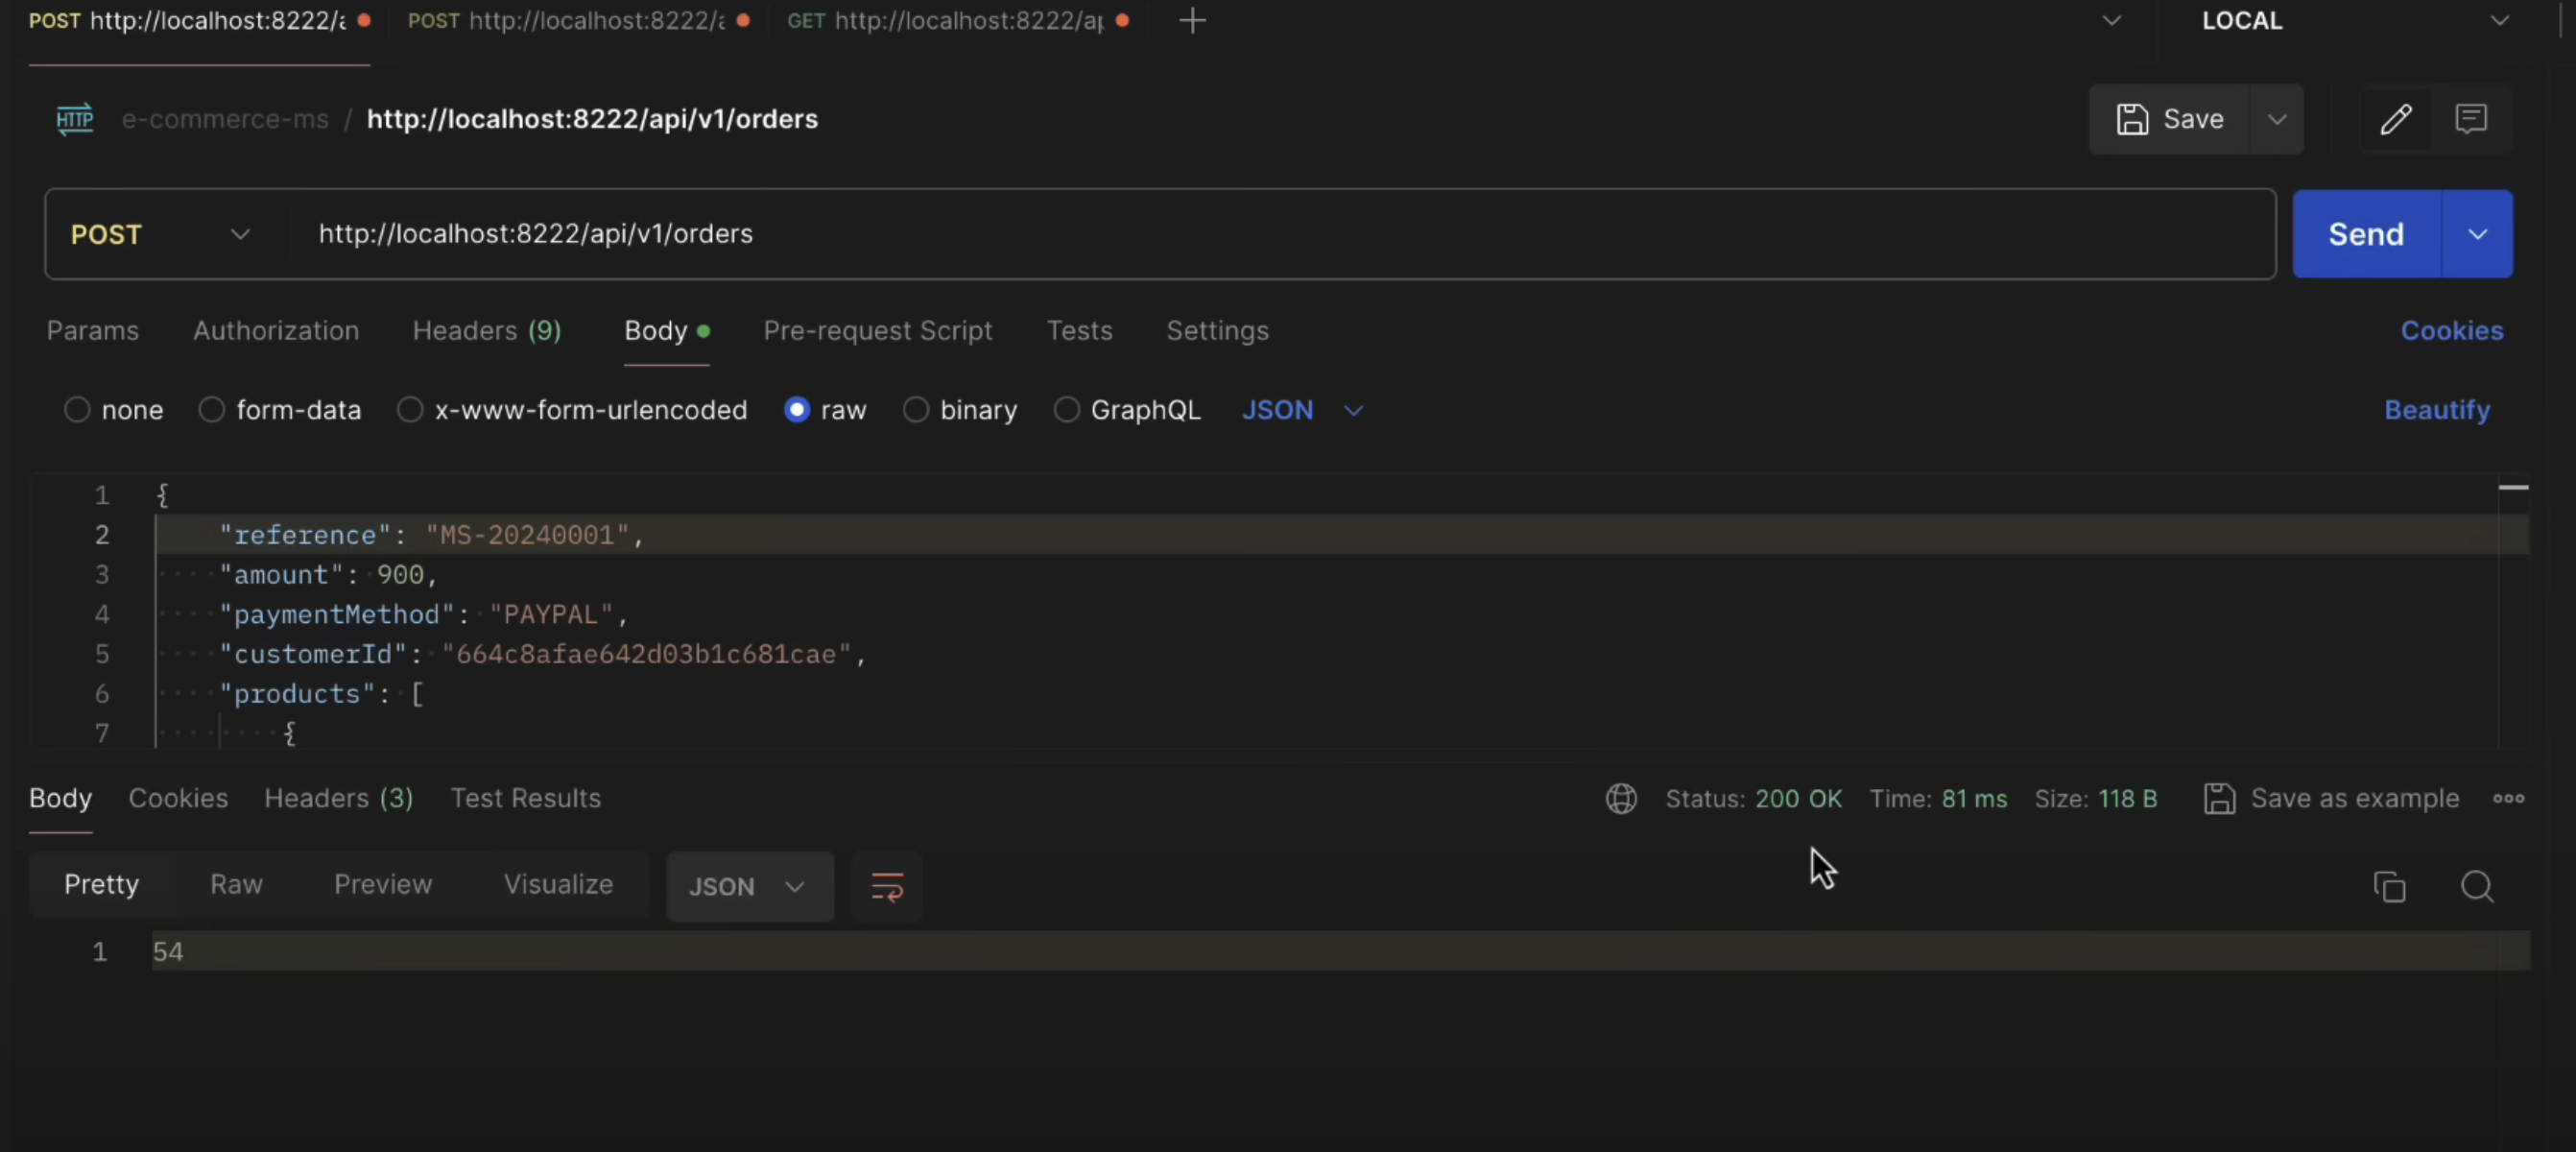 POST http://localhost:8222/a POST http://localhost:8222/a GET http://localhost:8222/ap LOCAL
HTTP e-commerce-ms / http://localhost:8222/api/v1/orders Save
POST http://localhost:8222/api/v1/orders Send
Params Authorization Headers (9) Body Pre-request Script Tests Settings Cookies
none form-data x-www-form-urlencoded raw binary GraphQL JSON Beautify
1 {
2 "reference": "MS-20240001",
3 "amount": 900,
4 "paymentMethod": "PAYPAL",
5 "customerId": "664c8afae642d03b1c681cae",
6 "products": [
7 {
Body Cookies Headers (3) Test Results Status: 200 OK Time: 81 ms Size: 118 B Save as example
Pretty Raw Preview Visualize JSON
1 54